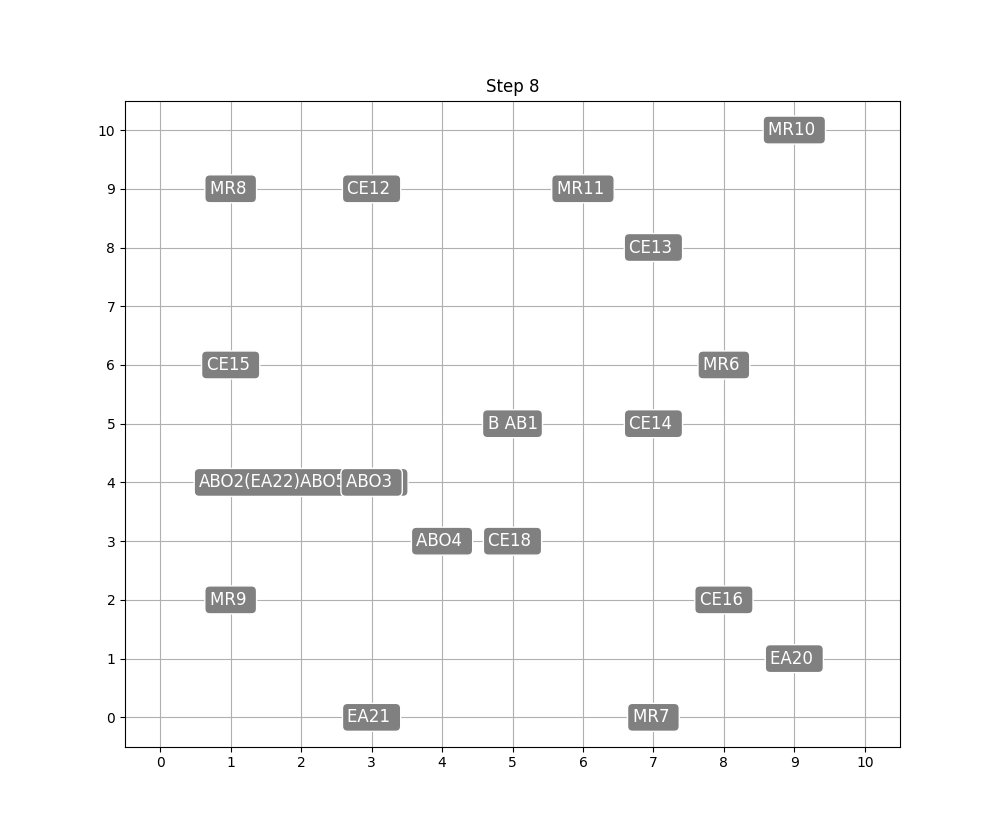 Step 8
10
MR10
9
MR8 CE12 MR11
8
CE13
7
6
CE15 MR6
5
B AB1 CE14
4
ABO2(EA22)ABO5 ABO3
3
ABO4 CE18
2
MR9 CE16
1
EA20
0
EA21 MR7
0 1 2 3 4 5 6 7 8 9 10